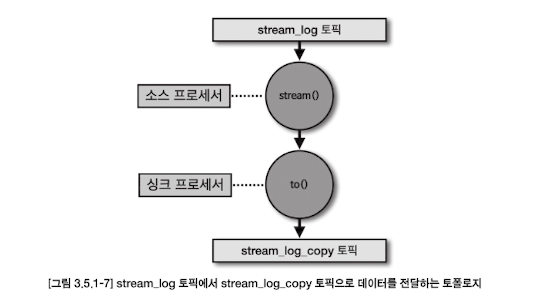 stream_log 토픽
소스 프로세서
stream()
싱크 프로세서
to()
stream_log_copy 토픽
[그림 3.5.1-7] stream_log 토픽에서 stream_log_copy 토픽으로 데이터를 전달하는 토폴로지